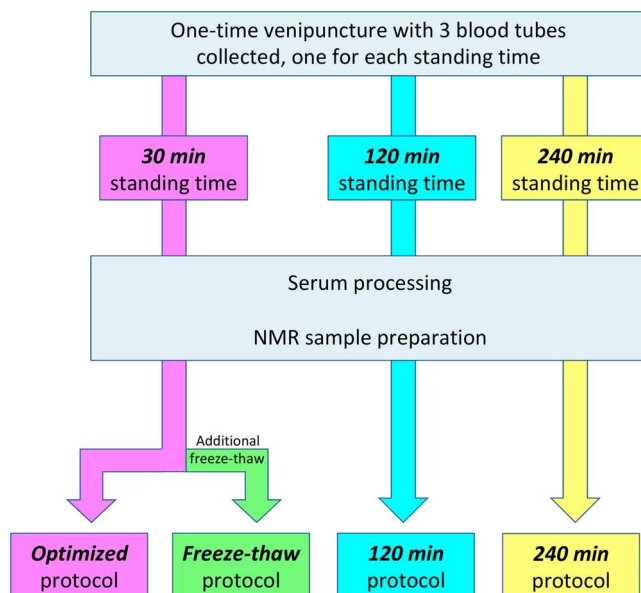 One-time venipuncture with 3 blood tubes
collected, one for each standing time
30 min
standing time
120 min
standing time
240 min
standing time
Serum processing
NMR sample preparation
Additional
freeze-thaw
Optimized
protocol
Freeze-thaw
protocol
120 min
protocol
240 min
protocol